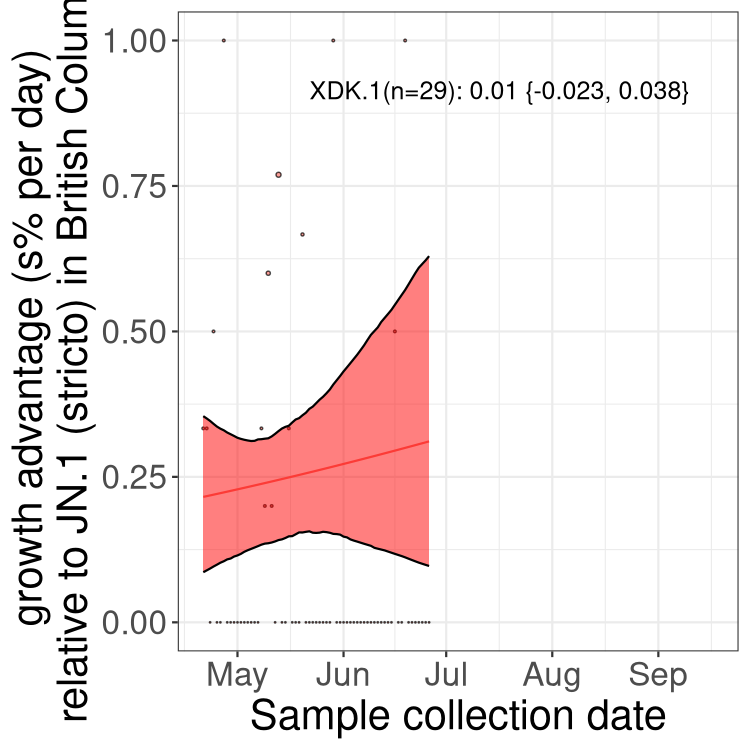 growth advantage (s% per day)
relative to JN.1 (stricto) in British Colum
1.00
0.75
0.50
0.25
0.00
XDK.1(n=29): 0.01 {-0.023, 0.038}
May Jun Jul Aug Sep
Sample collection date